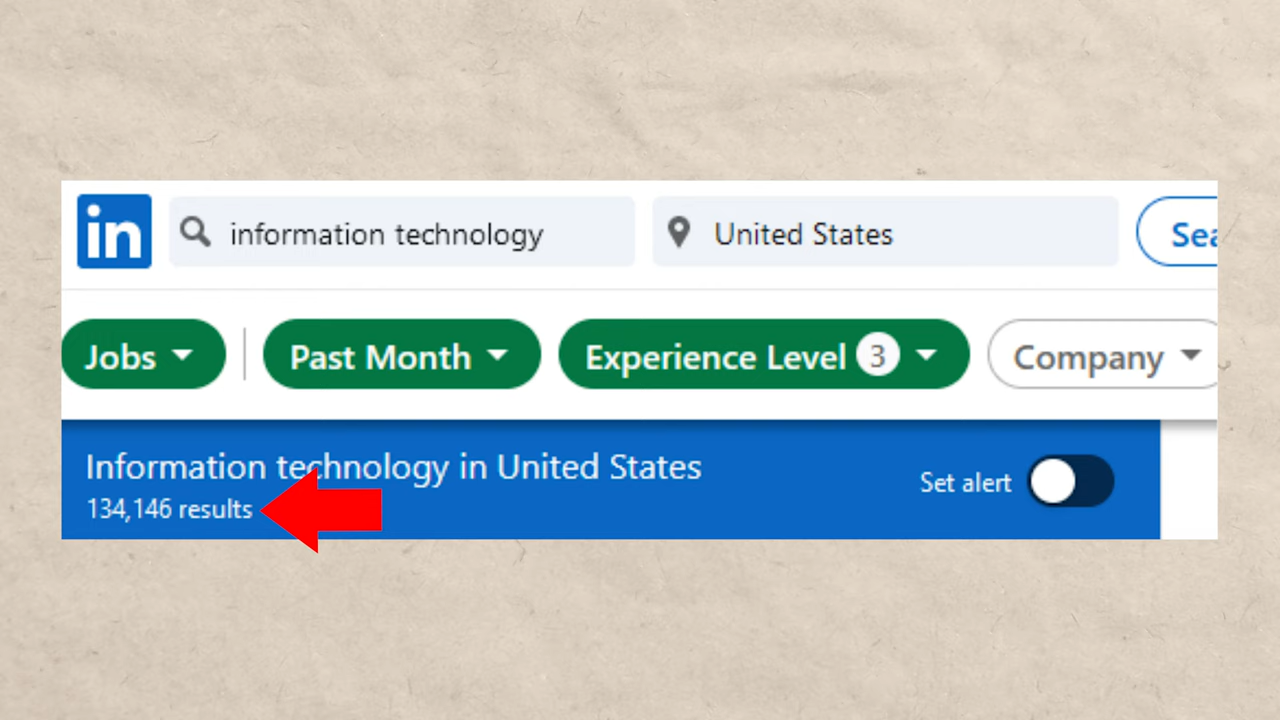 in information technology United States
Jobs Past Month Experience Level 3 Company
Information technology in United States
134,146 results
Set alert